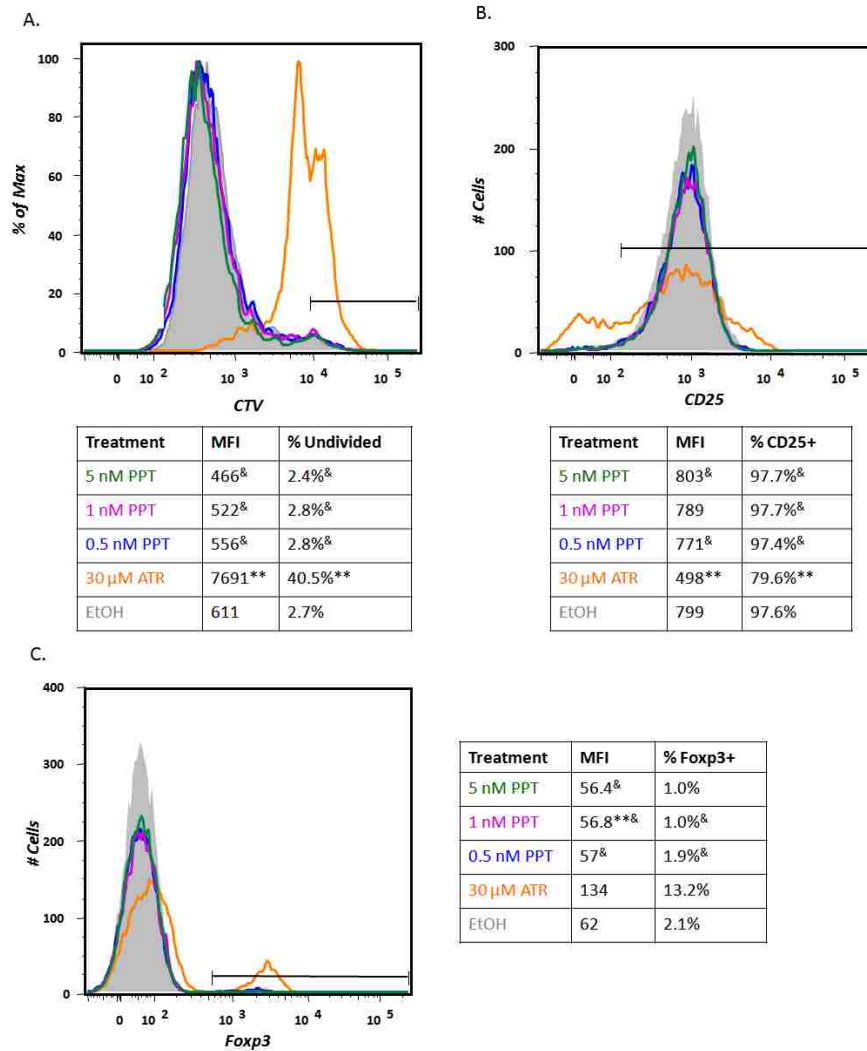 A.
100
80
60
40
20
0
% of Max
0 10 2 10 3 10 4 10 5
CTV
B.
300
200
100
0
# Cells
0 10 2 10 3 10 4 10 5
CD25
Treatment MFI % Undivided
5 nM PPT 466& 2.4%&
1 nM PPT 522& 2.8%&
0.5 nM PPT 556& 2.8%&
30 µM ATR 7691** 40.5%**
EtOH 611 2.7%
Treatment MFI % CD25+
5 nM PPT 803& 97.7%&
1 nM PPT 789 97.7%&
0.5 nM PPT 771& 97.4%&
30 µM ATR 498** 79.6%**
EtOH 799 97.6%
C.
400
300
200
100
0
# Cells
0 10 2 10 3 10 4 10 5
Foxp3
Treatment MFI % Foxp3+
5 nM PPT 56.4& 1.0%
1 nM PPT 56.8**& 1.0%&
0.5 nM PPT 57& 1.9%&
30 µM ATR 134 13.2%
EtOH 62 2.1%